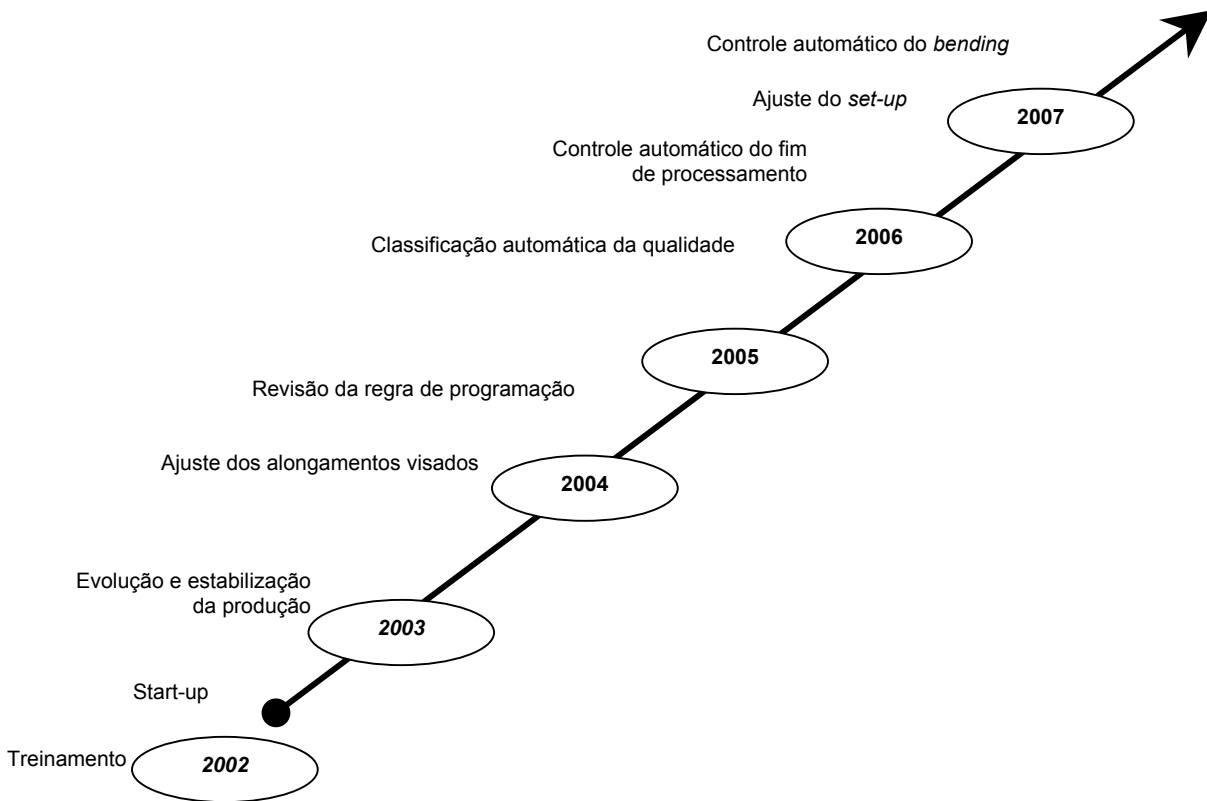 Controle automático do bending
Ajuste do set-up
2007
Controle automático do fim
de processamento
Classificação automática da qualidade
2006
2005
Revisão da regra de programação
Ajuste dos alongamentos visados
2004
Evolução e estabilização
da produção
2003
Start-up
Treinamento
2002